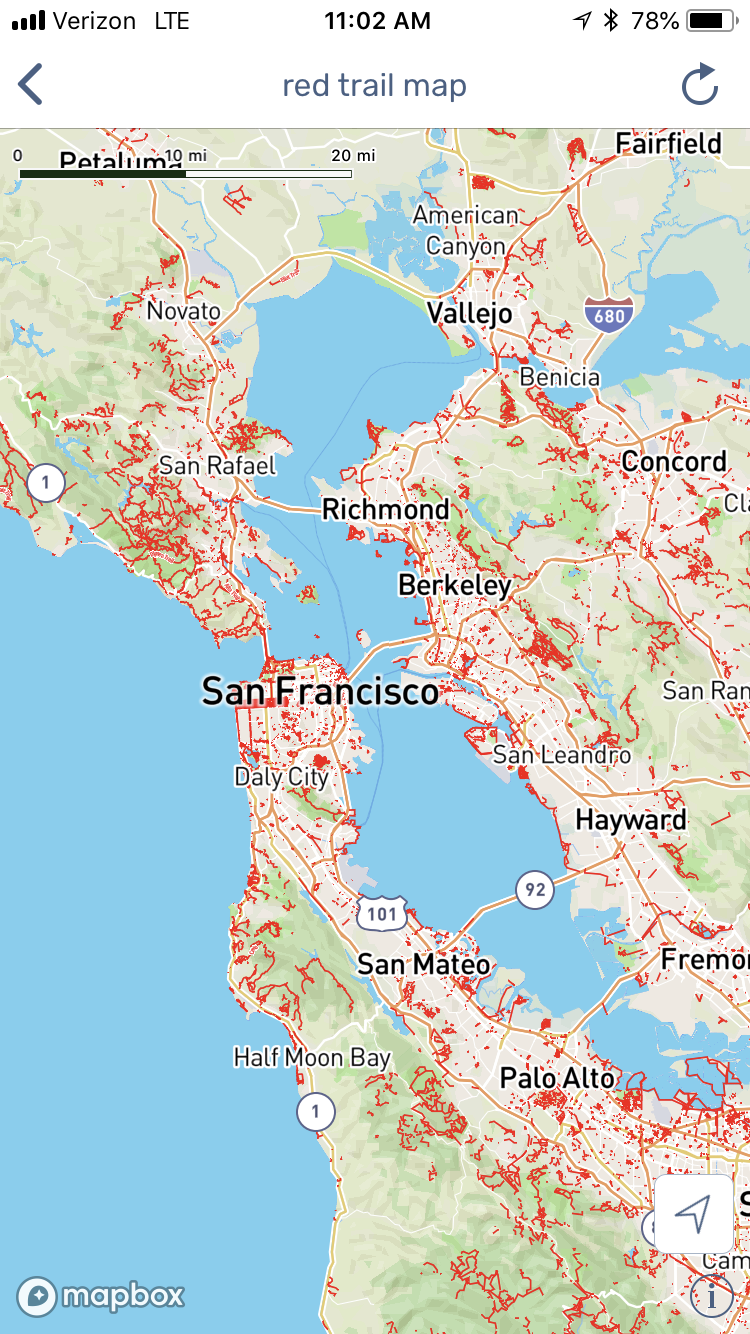 Verizon LTE 11:02 AM 78%
red trail map
0 10 mi 20 mi
Petaluma
Fairfield
American
Canyon
Novato
Vallejo
680
Benicia
San Rafael
Concord
1
Richmond
Berkeley
San Francisco
San Ran
San Leandro
Daly City
Hayward
92
101
San Mateo
Fremon
Half Moon Bay
Palo Alto
1
S
Cam
mapbox